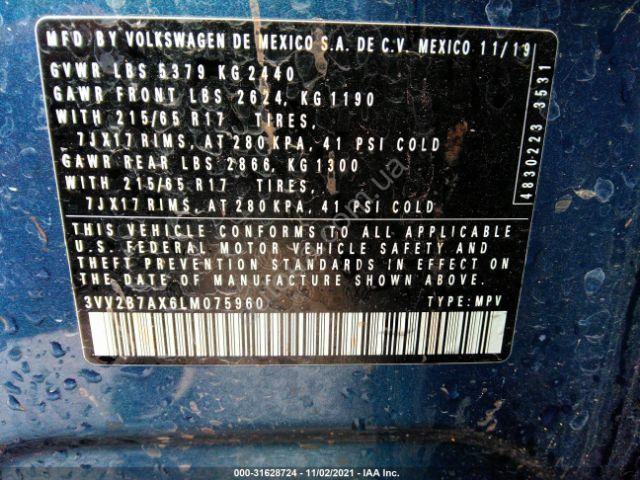 MFD. BY VOLKSWAGEN DE MEXICO S.A. DE C.V. MEXICO 11/19
GVWR LBS 5379 KG 2440
GAWR FRONT LBS 2624, KG 1190
WITH 215/65 R17 TIRES,
7JX17 RIMS, AT 280 KPA, 41 PSI COLD
GAWR REAR LBS 2866, KG 1300
WITH 215/65 R17 TIRES,
7JX17 RIMS, AT 280 KPA, 41 PSI COLD
THIS VEHICLE CONFORMS TO ALL APPLICABLE
U.S. FEDERAL MOTOR VEHICLE SAFETY AND
THEFT PREVENTION STANDARDS IN EFFECT ON
THE DATE OF MANUFACTURE SHOWN ABOVE.
3VV2B7AX6LM075960 TYPE: MPV
4830-223 3531
000-31628724 - 11/02/2021 - IAA Inc.